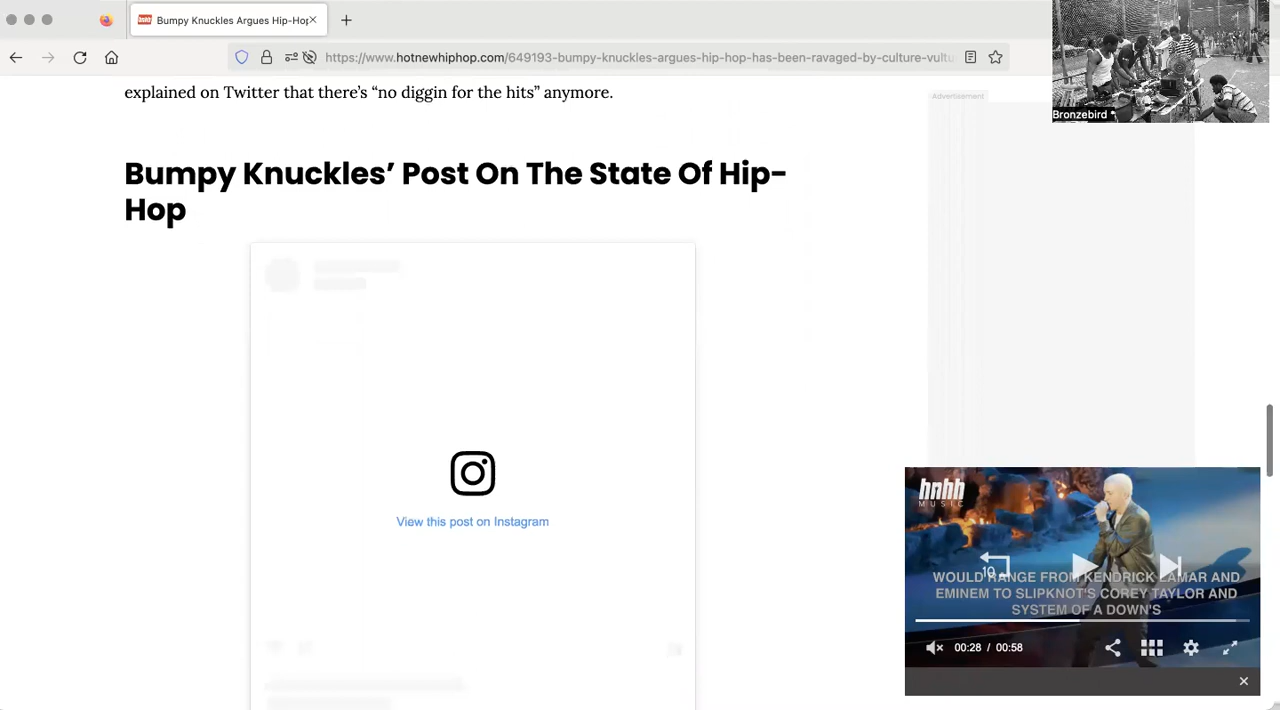 Bumpy Knuckles Argues Hip-Hop
https://www.hotnewhiphop.com/649193-bumpy-knuckles-argues-hip-hop-has-been-ravaged-by-culture-vultu
Bronzebird
explained on Twitter that there’s “no diggin for the hits” anymore.
Advertisement
Bumpy Knuckles’ Post On The State Of Hip-
Hop
View this post on Instagram
hnhh
MUSIC
10
WOULD RANGE FROM KENDRICK LAMAR AND
EMINEM TO SLIPKNOT'S COREY TAYLOR AND
SYSTEM OF A DOWN'S
00:28 / 00:58